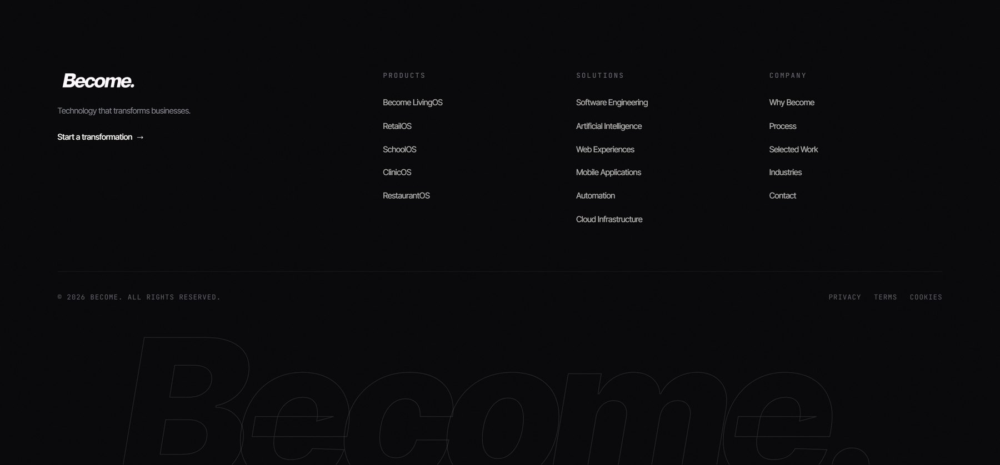 Become.
Technology that transforms businesses.
Start a transformation →
PRODUCTS
Become LivingOS
RetailOS
SchoolOS
ClinicOS
RestaurantOS
SOLUTIONS
Software Engineering
Artificial Intelligence
Web Experiences
Mobile Applications
Automation
Cloud Infrastructure
COMPANY
Why Become
Process
Selected Work
Industries
Contact
© 2026 BECOME. ALL RIGHTS RESERVED.
PRIVACY TERMS COOKIES
Become.